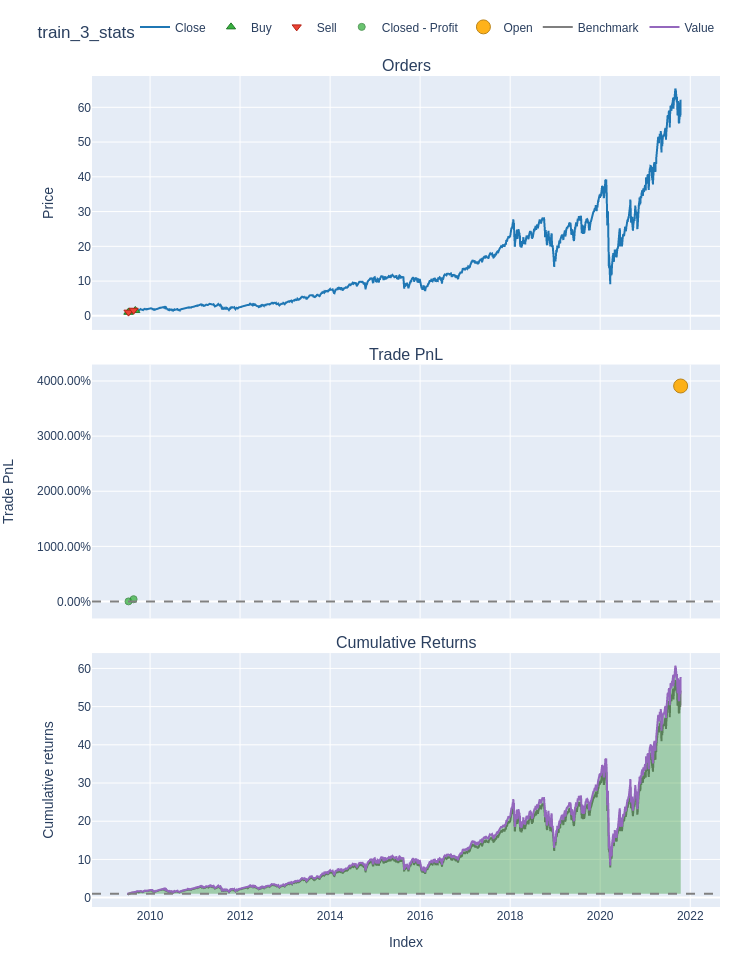 train_3_stats
Close
Buy
Sell
Closed - Profit
Open
Benchmark
Value
Orders
Price
60
50
40
30
20
10
0
Trade PnL
Trade PnL
4000.00%
3000.00%
2000.00%
1000.00%
0.00%
Cumulative Returns
Cumulative returns
60
50
40
30
20
10
0
2010
2012
2014
2016
2018
2020
2022
Index